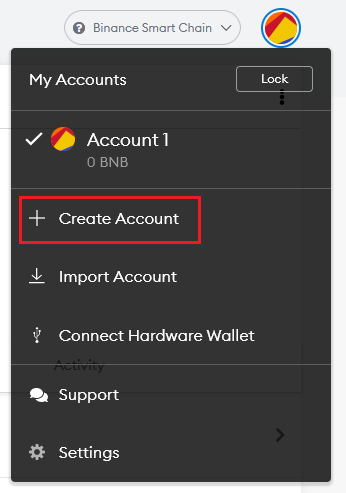 Binance Smart Chain
My Accounts
Lock
Account 1
0 BNB
Create Account
Import Account
Connect Hardware Wallet
Activity
Support
Settings